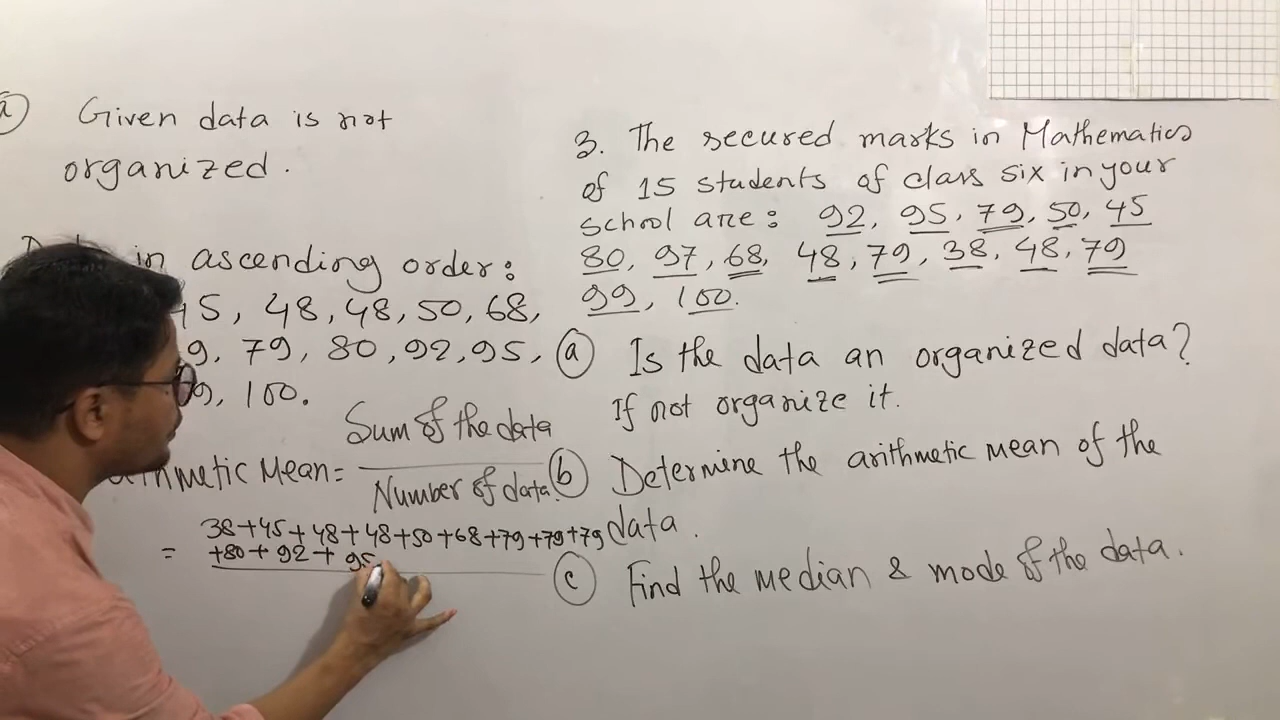 Given data is not
organized.
in ascending order:
45, 48, 48, 50, 68,
9, 79, 80, 92, 95,
100.
Mean = Sum of the data
Number of data.
= 38+45+48+48+50+68+79+79+79
+80+92+95
3. The secured marks in Mathematics
of 15 students of class six in your
school are: 92, 95, 79, 50, 45
80, 97, 68, 48, 79, 38, 48, 79
99, 100.
a Is the data an organized data?
If not organize it.
b Determine the arithmetic mean of the
data.
c Find the median & mode of the data.